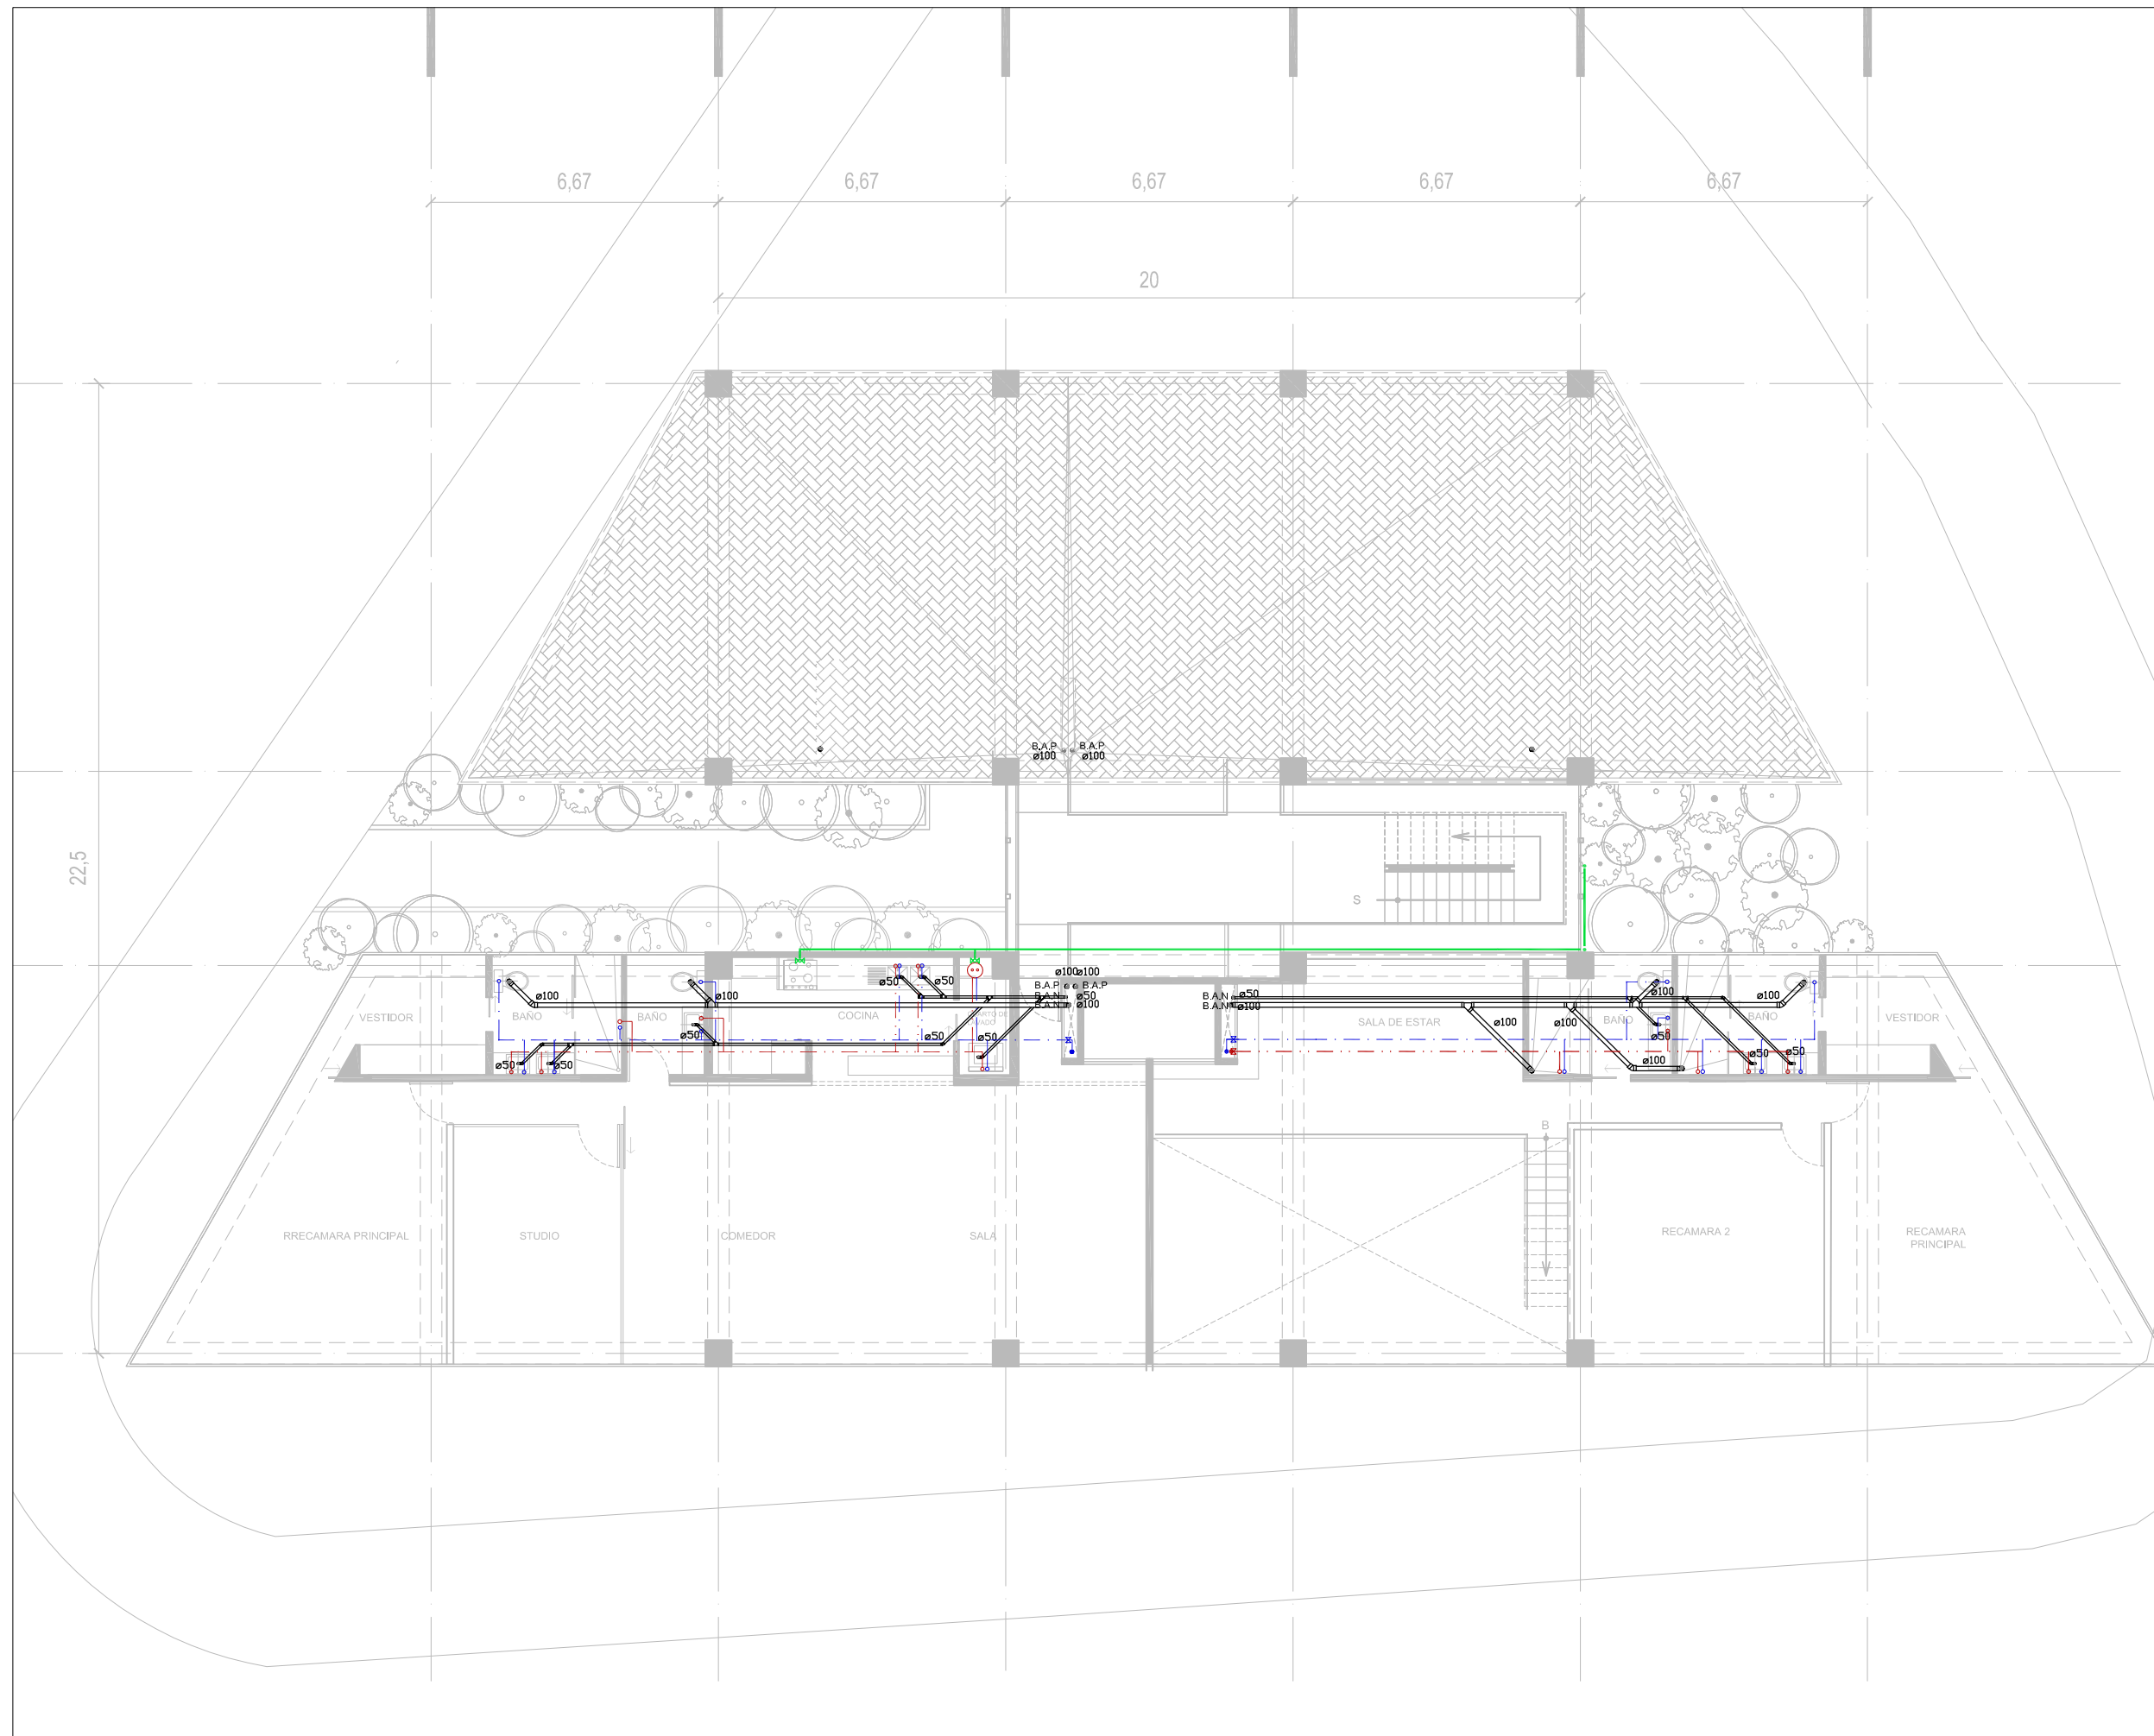 6,67
6,67
6,67
6,67
6,67
20
22,5
B.A.P
ø100
B.A.P
ø100
S
ø100
ø100
B.A.P
B.A.P
B.A.N
ø50
B.A.N
ø100
B.A.N
ø50
B.A.N
ø100
ø50
ø50
ø100
ø100
ø100
ø100
VESTIDOR
BAÑO
BAÑO
COCINA
SALA DE ESTAR
ø100
ø100
BAÑO
BAÑO
VESTIDOR
ø50
ø50
ø50
ø50
ø50
ø50
ø100
ø50
ø50
B
RRECAMARA PRINCIPAL
STUDIO
COMEDOR
SALA
RECAMARA 2
RECAMARA
PRINCIPAL